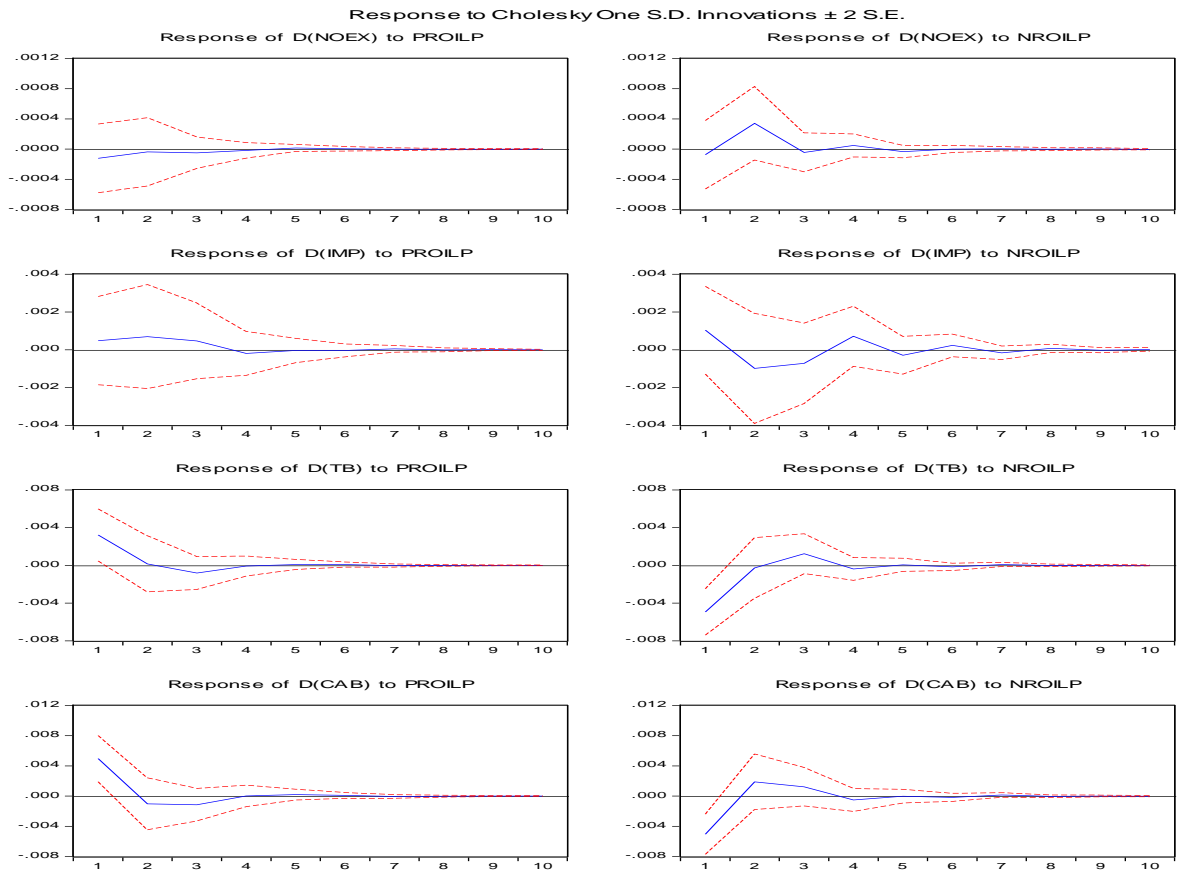 Response to Cholesky One S.D. Innovations ± 2 S.E.
Response of D(NOEX) to PROILP
.0012
.0008
.0004
.0000
-.0004
-.0008
1 2 3 4 5 6 7 8 9 10
Response of D(NOEX) to NROILP
.0012
.0008
.0004
.0000
-.0004
-.0008
1 2 3 4 5 6 7 8 9 10
Response of D(IMP) to PROILP
.004
.002
.000
-.002
-.004
1 2 3 4 5 6 7 8 9 10
Response of D(IMP) to NROILP
.004
.002
.000
-.002
-.004
1 2 3 4 5 6 7 8 9 10
Response of D(TB) to PROILP
.008
.004
.000
-.004
-.008
1 2 3 4 5 6 7 8 9 10
Response of D(TB) to NROILP
.008
.004
.000
-.004
-.008
1 2 3 4 5 6 7 8 9 10
Response of D(CAB) to PROILP
.012
.008
.004
.000
-.004
-.008
1 2 3 4 5 6 7 8 9 10
Response of D(CAB) to NROILP
.012
.008
.004
.000
-.004
-.008
1 2 3 4 5 6 7 8 9 10